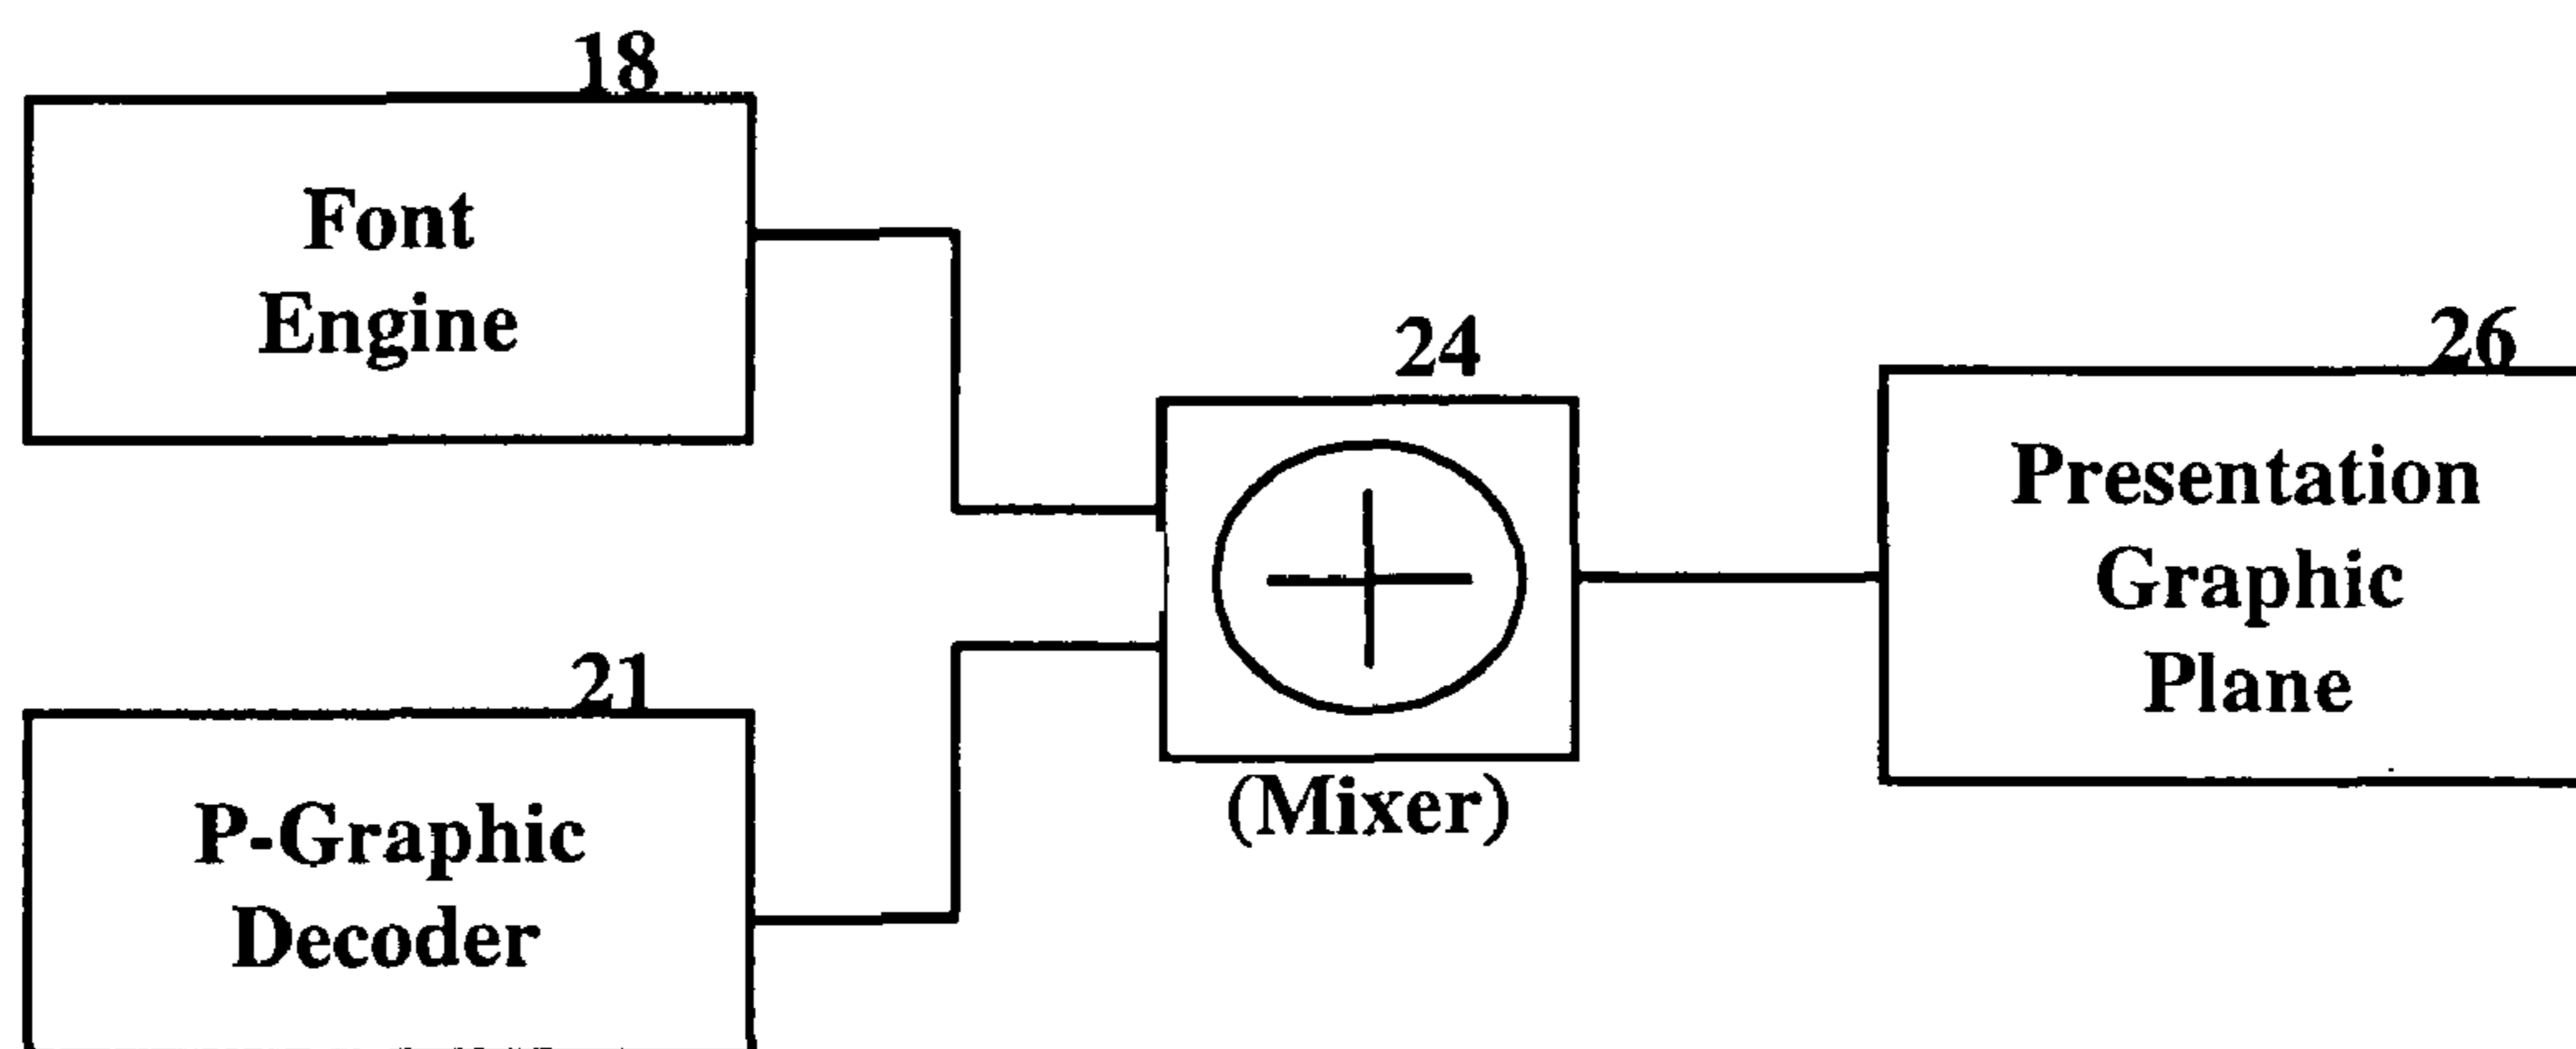 18
Font
Engine
24
(Mixer)
26
Presentation
Graphic
Plane
21
P-Graphic
Decoder